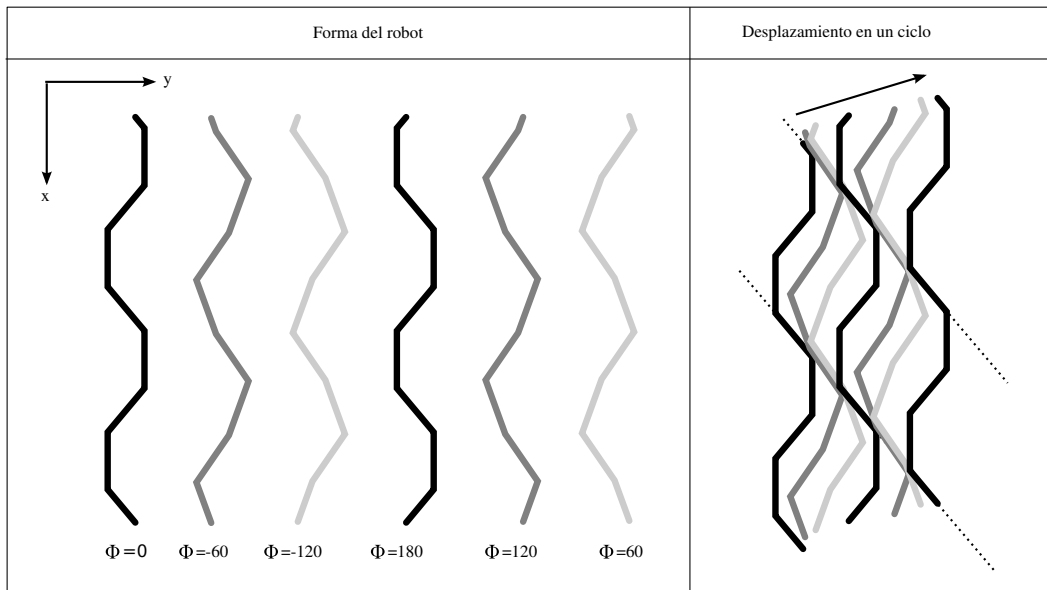 Forma del robot
Desplazamiento en un ciclo
y
x
Φ=0 Φ=-60 Φ=-120 Φ=180 Φ=120 Φ=60